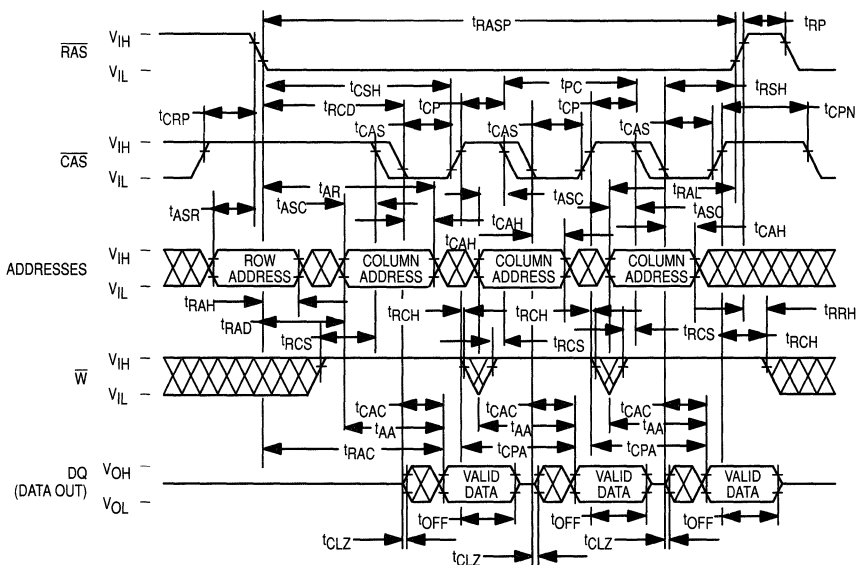 tRASP
tRP
RAS
VIH
VIL
tCSH
tPC
tRSH
tCP
tCP
tCRP
tRCD
tCPN
tCAS
tCAS
tCAS
CAS
VIH
VIL
tAR
tRAL
tASR
tASC
tASC
tASC
tCAH
tCAH
tCAH
ADDRESSES
VIH
VIL
ROW ADDRESS
COLUMN ADDRESS
COLUMN ADDRESS
COLUMN ADDRESS
tRAH
tRCH
tRCH
tRRH
tRAD
tRCS
tRCS
tRCS
tRCH
W
VIH
VIL
tCAC
tCAC
tCAC
tAA
tAA
tAA
tRAC
tCPA
tCPA
DQ
(DATA OUT)
VOH
VOL
VALID DATA
VALID DATA
VALID DATA
tOFF
tOFF
tOFF
tCLZ
tCLZ
tCLZ